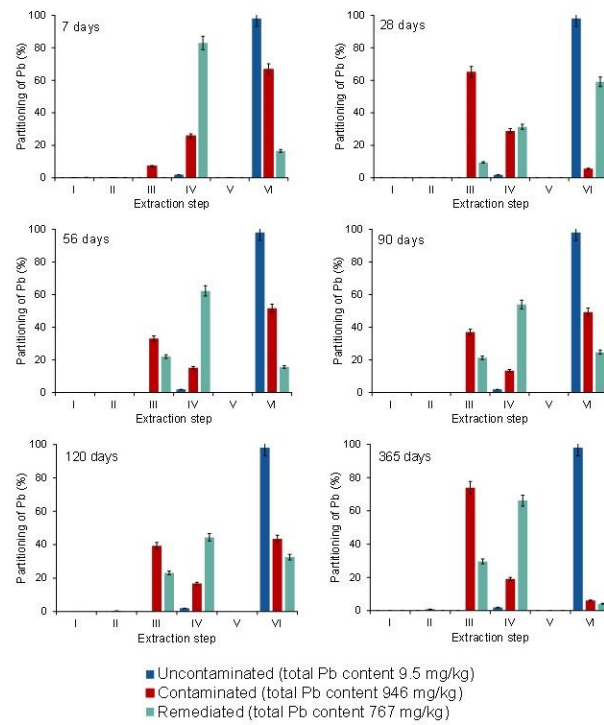 7 days
Partitioning of Pb (%)
100
80
60
40
20
0
I II III IV V VI
Extraction step
28 days
Partitioning of Pb (%)
100
80
60
40
20
0
I II III IV V VI
Extraction step
56 days
Partitioning of Pb (%)
100
80
60
40
20
0
I II III IV V VI
Extraction step
90 days
Partitioning of Pb (%)
100
80
60
40
20
0
I II III IV V VI
Extraction step
120 days
Partitioning of Pb (%)
100
80
60
40
20
0
I II III IV V VI
Extraction step
365 days
Partitioning of Pb (%)
100
80
60
40
20
0
I II III IV V VI
Extraction step
Uncontaminated (total Pb content 9.5 mg/kg)
Contaminated (total Pb content 946 mg/kg)
Remediated (total Pb content 767 mg/kg)